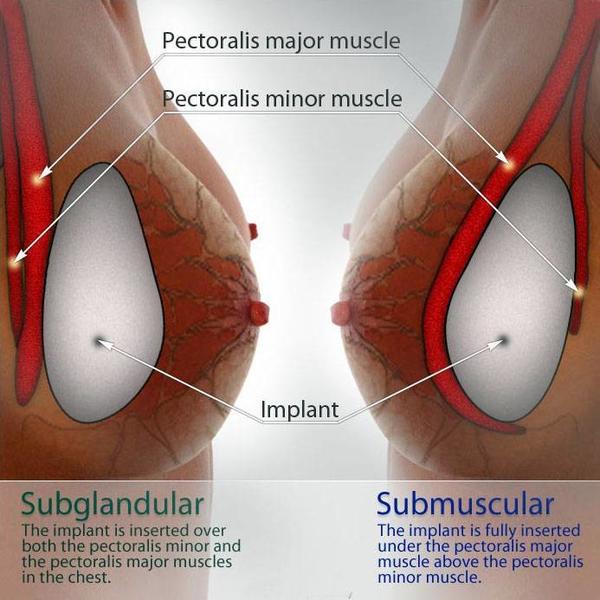 Pectoralis major muscle
Pectoralis minor muscle
Implant
Subglandular
The implant is inserted over
both the pectoralis minor and
the pectoralis major muscles
in the chest.
Submuscular
The implant is fully inserted
under the pectoralis major
muscle above the pectoralis
minor muscle.